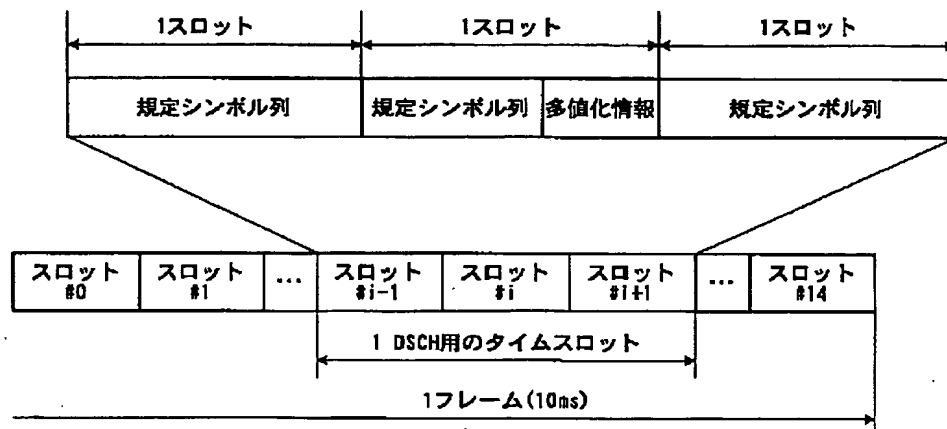 1スロット 1スロット 1スロット
規定シンボル列 規定シンボル列 多値化情報 規定シンボル列
スロット #0 スロット #1 … スロット #i-1 スロット #i スロット #i+1 … スロット #14
1 DSCH用のタイムスロット
1フレーム(10ms)